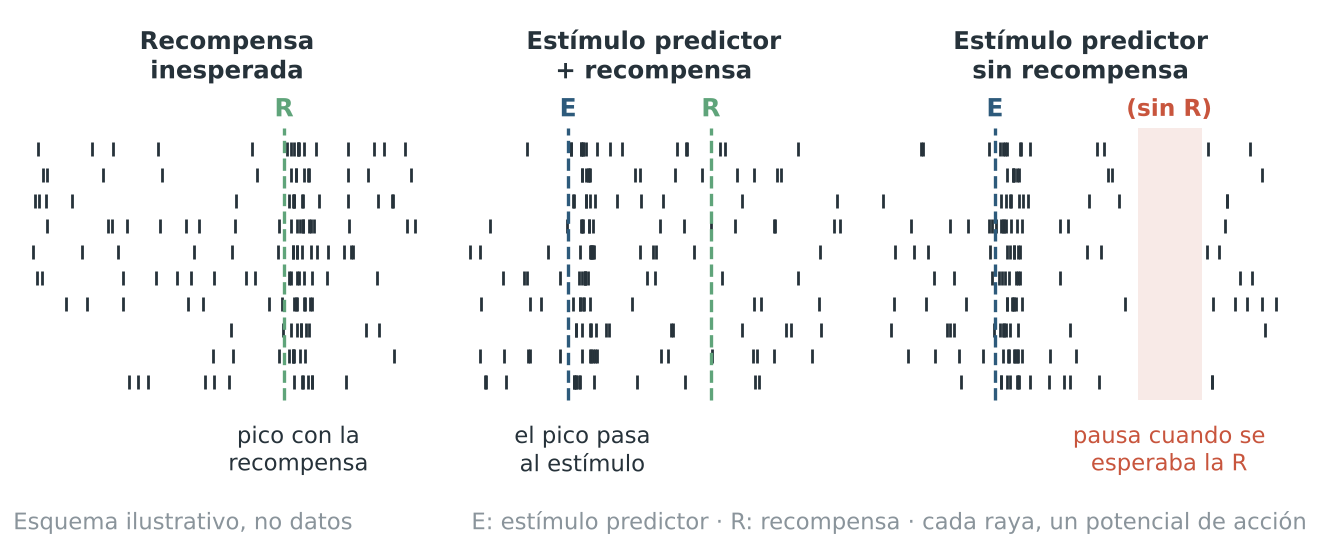 Recompensa
inesperada
Estímulo predictor
+ recompensa
Estímulo predictor
sin recompensa
R
E
R
E
(sin R)
pico con la
recompensa
el pico pasa
al estímulo
pausa cuando se
esperaba la R
Esquema ilustrativo, no datos
E: estímulo predictor · R: recompensa · cada raya, un potencial de acción